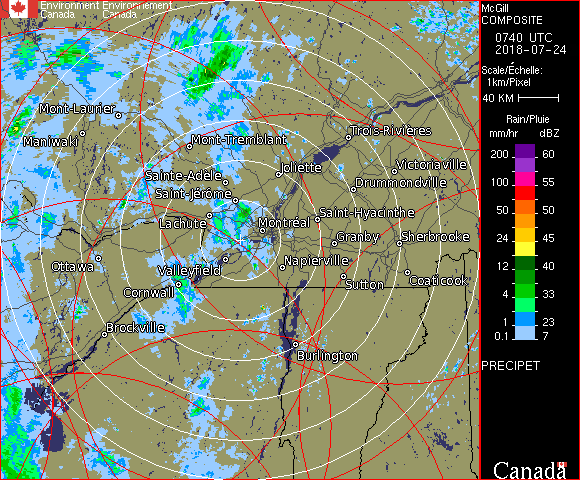 Environment Environnement
Canada Canada
McGill
COMPOSITE
0740 UTC
2018-07-24
Scale/Échelle:
1km/Pixel
40 KM
Rain/Pluie
mm/hr dBZ
200 60
100 55
50 50
24 45
12 40
4 33
1 23
0.1 7
PRECIPET
Canada
Mont-Laurier
Maniwaki
Mont-Tremblant
Trois-Rivières
Joliette
Victoriaville
Sainte-Adèle
Drummondville
Saint-Jérôme
Saint-Hyacinthe
Lachute
Montréal
Granby
Sherbrooke
Ottawa
Valleyfield
Napierville
Cornwall
Sutton
Coaticook
Brockville
Burlington